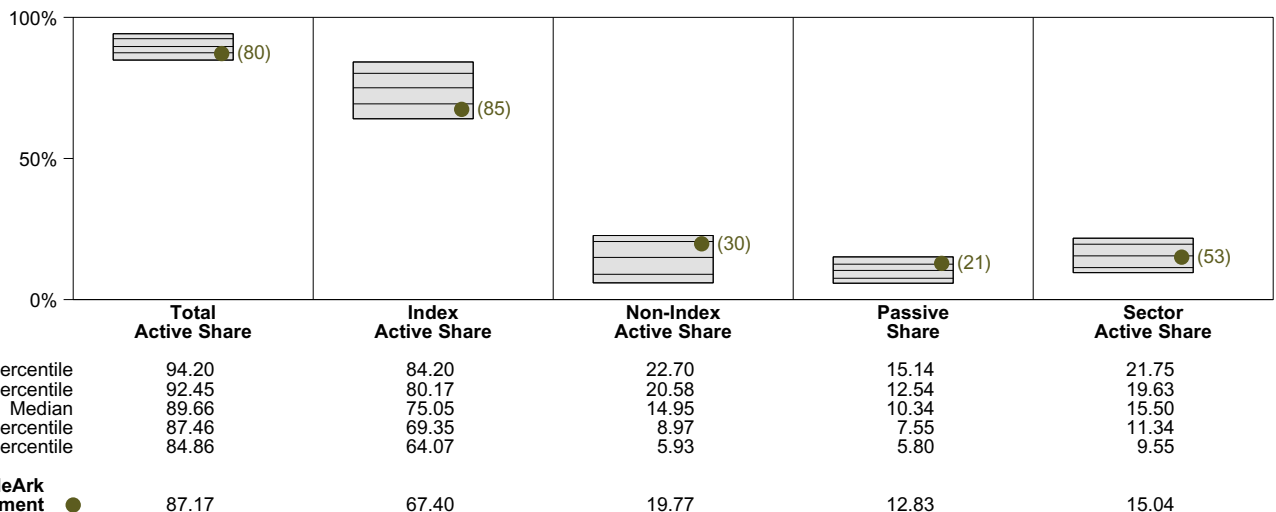 100%
50%
0%
(80)
(85)
(30)
(21)
(53)
Total Index Non-Index Passive Sector
Active Share Active Share Active Share Share Active Share
ercentile 94.20 84.20 22.70 15.14 21.75
ercentile 92.45 80.17 20.58 12.54 19.63
Median 89.66 75.05 14.95 10.34 15.50
ercentile 87.46 69.35 8.97 7.55 11.34
ercentile 84.86 64.07 5.93 5.80 9.55
leArk
ment 87.17 67.40 19.77 12.83 15.04